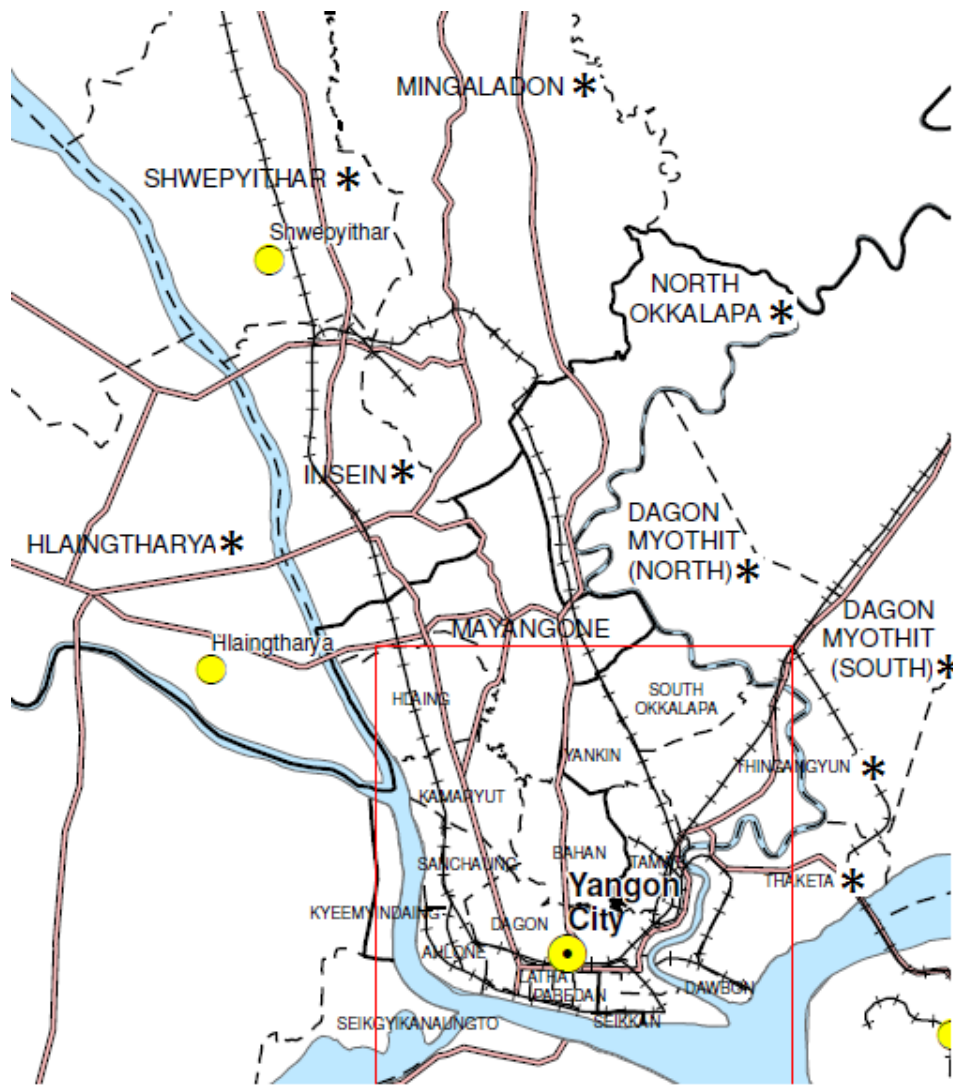 MINGALADON *
SHWEPYITHAR *
Shwepyithar
NORTH
OKKALAPA *
INSEIN *
DAGON
MYOTHIT
(NORTH) *
HLAINGTHARYA *
DAGON
MYOTHIT
(SOUTH) *
MAYANGONE
Hlaingtharya
HLAING
SOUTH
OKKALAPA
YANKIN
THINGANGYUN *
KAMARYUT
SANCHAUNG
BAHAN
THAKETA *
Yangon
City
KYEEMYINDAING
DAGON
AHLONE
LATHA
PABEDAN
DAWBON
SEIKGYIKANAUNGTO
SEIKKAN